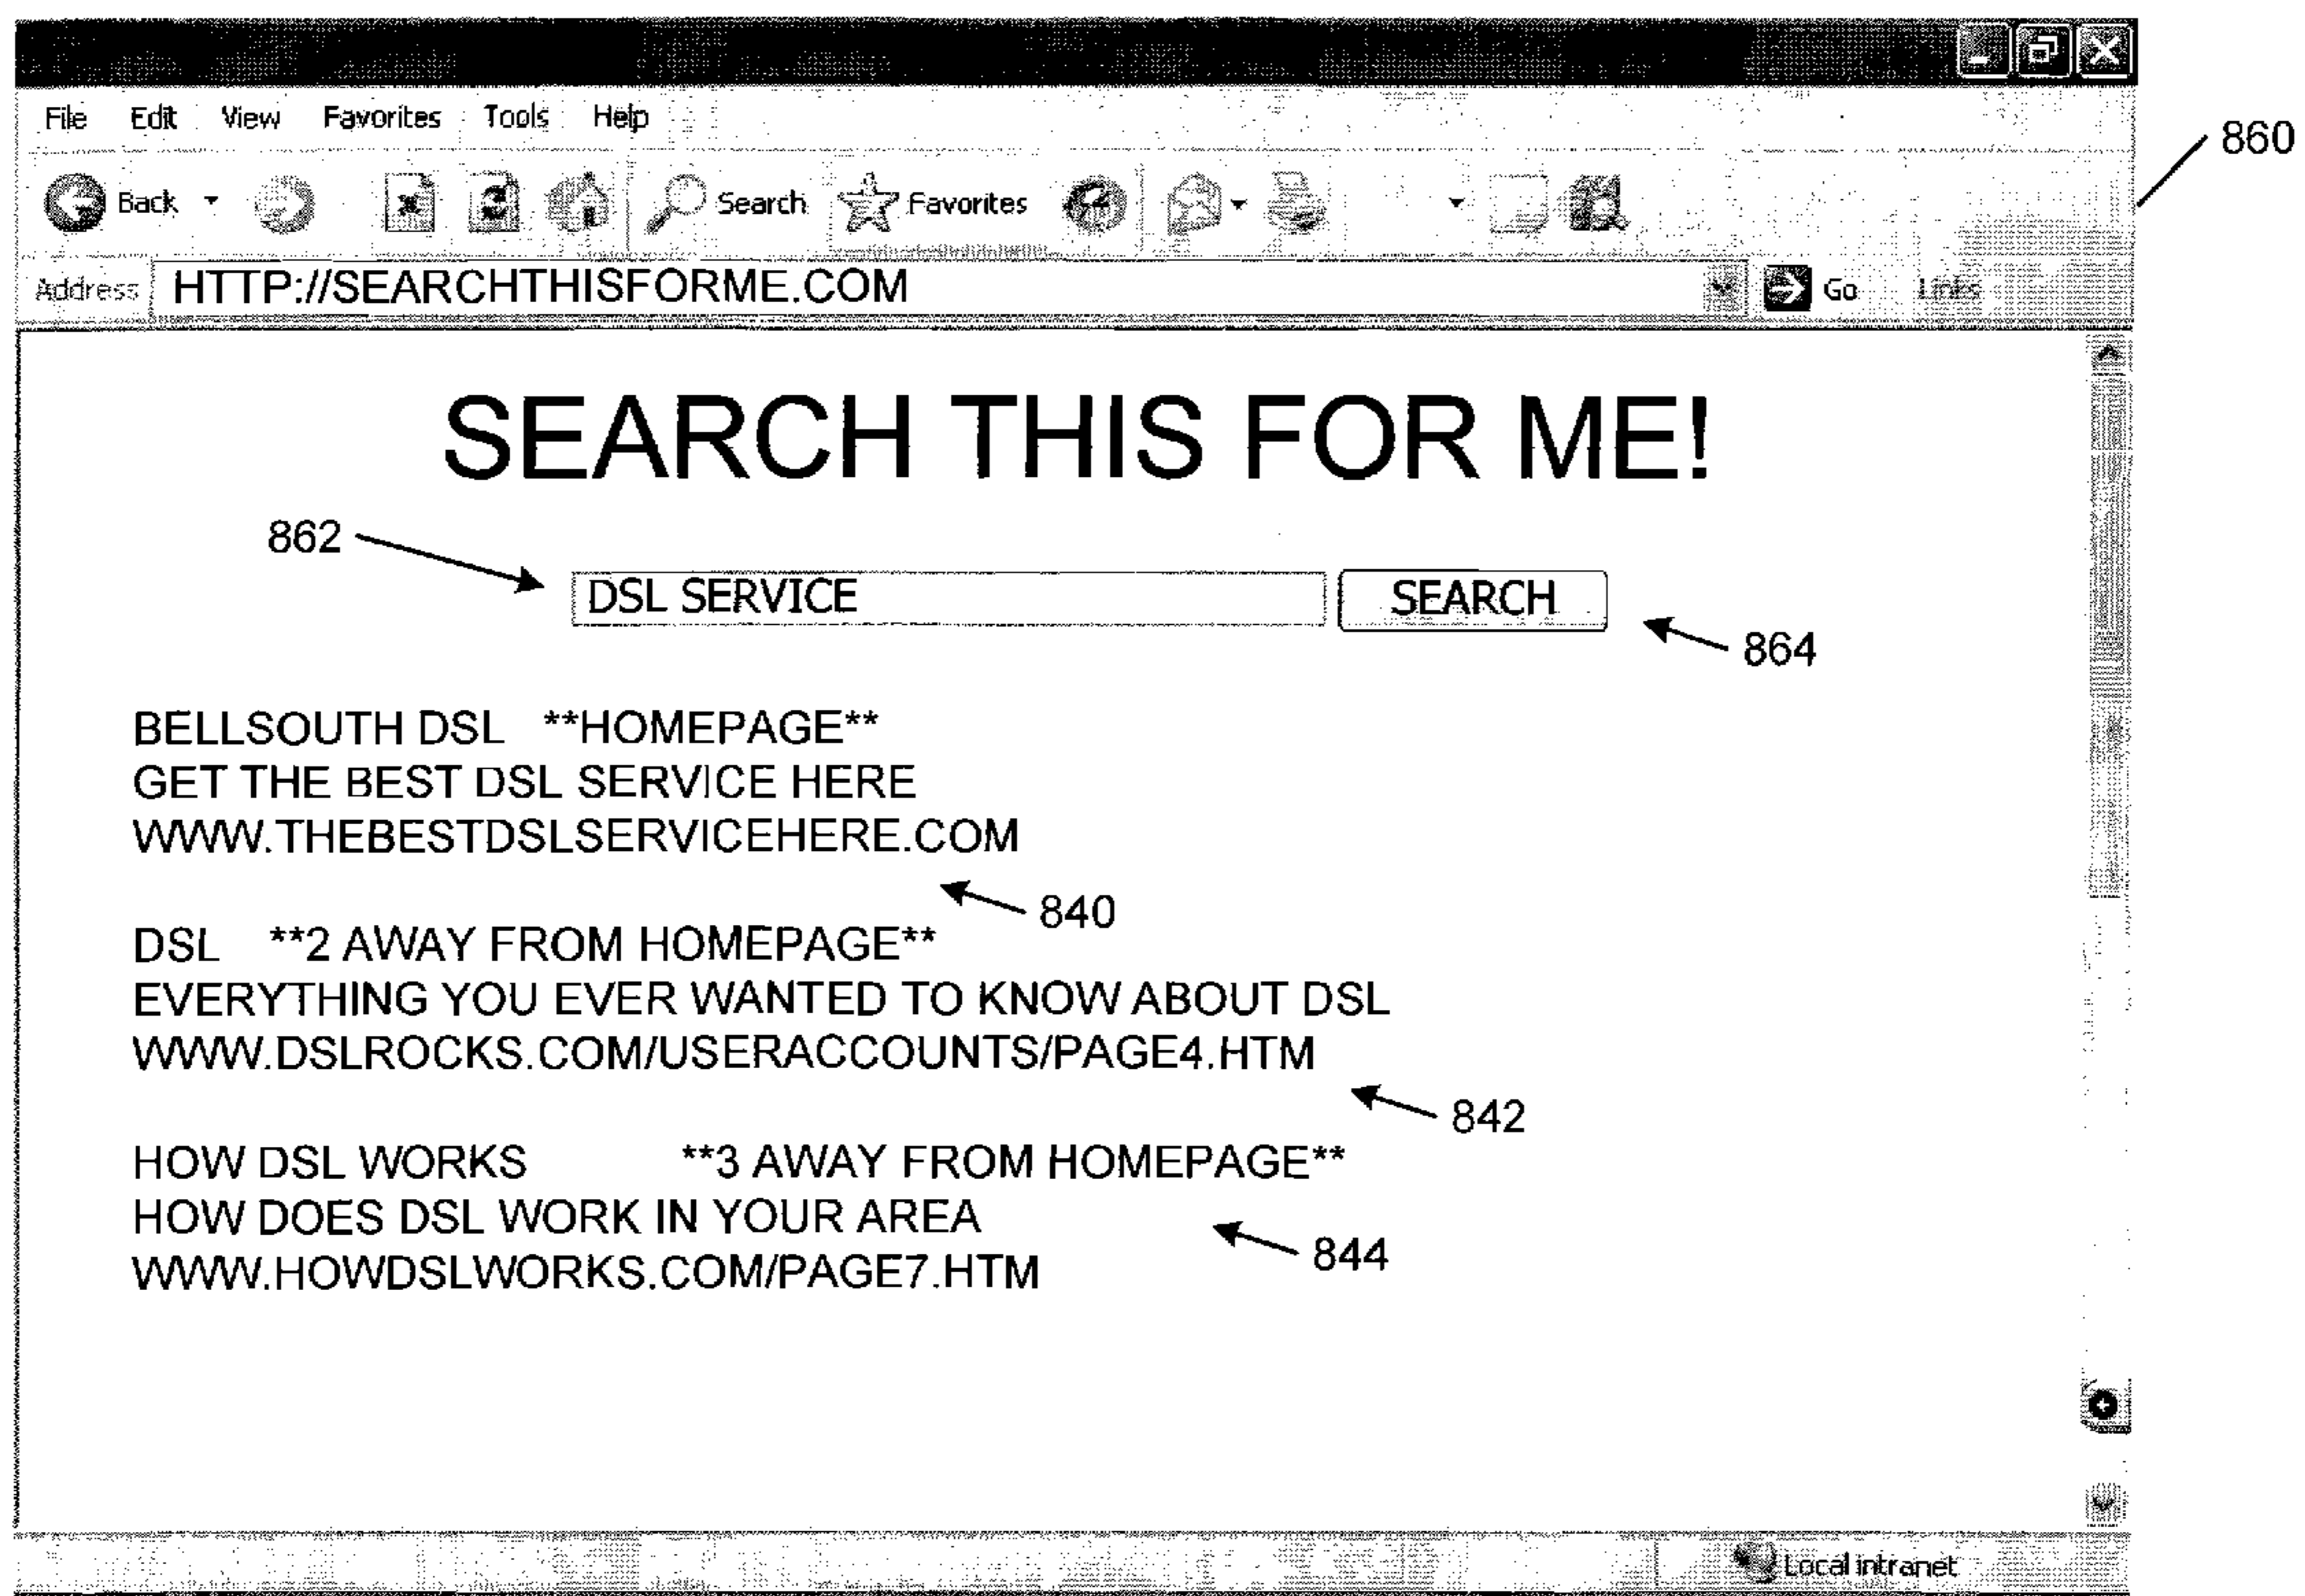 File Edit View Favorites Tools Help
860
Back Search Favorites
Address HTTP://SEARCHTHISFORME.COM Go Links
SEARCH THIS FOR ME!
862
DSL SERVICE SEARCH
864
BELLSOUTH DSL **HOMEPAGE**
GET THE BEST DSL SERVICE HERE
WWW.THEBESTDSLSERVICEHERE.COM
840
DSL **2 AWAY FROM HOMEPAGE**
EVERYTHING YOU EVER WANTED TO KNOW ABOUT DSL
WWW.DSLROCKS.COM/USERACCOUNTS/PAGE4.HTM
842
HOW DSL WORKS **3 AWAY FROM HOMEPAGE**
HOW DOES DSL WORK IN YOUR AREA
844
WWW.HOWDSLWORKS.COM/PAGE7.HTM
Local intranet